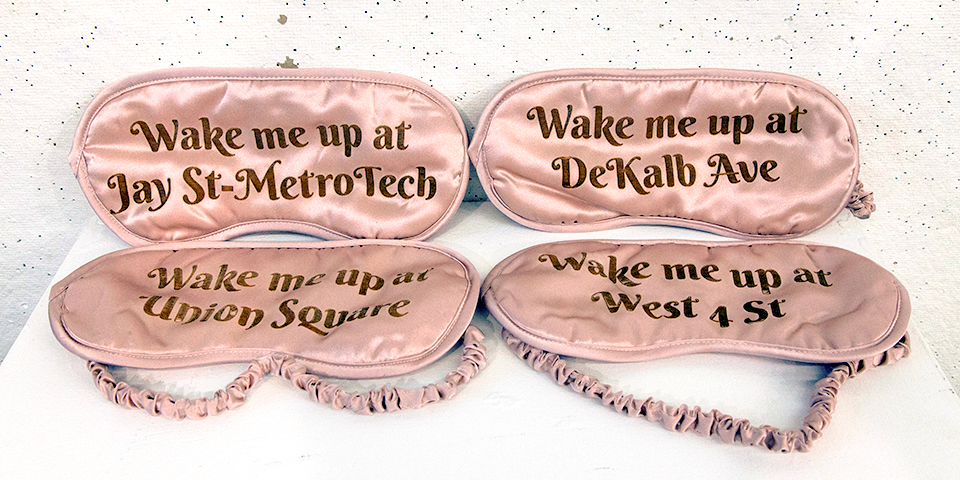 Wake me up at
Jay St-MetroTech
Wake me up at
DeKalb Ave
Wake me up at
Union Square
Wake me up at
West 4 St